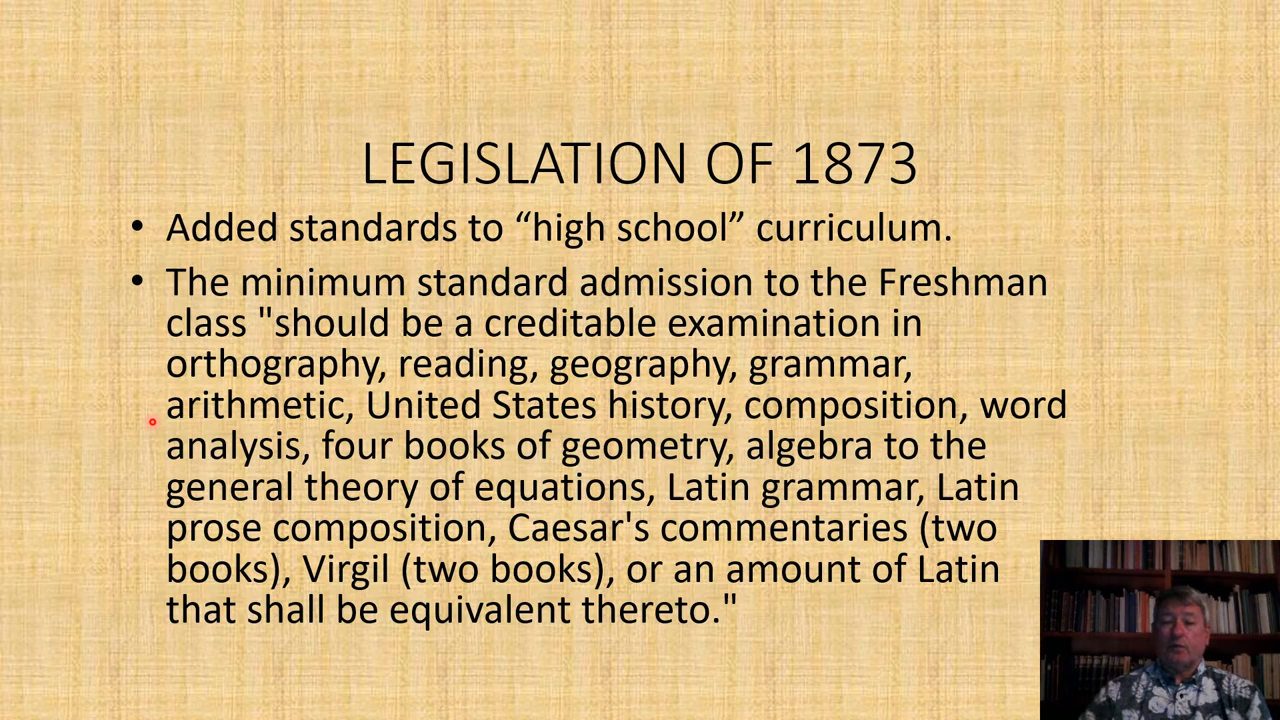 LEGISLATION OF 1873
• Added standards to “high school” curriculum.
• The minimum standard admission to the Freshman
class "should be a creditable examination in
orthography, reading, geography, grammar,
arithmetic, United States history, composition, word
analysis, four books of geometry, algebra to the
general theory of equations, Latin grammar, Latin
prose composition, Caesar's commentaries (two
books), Virgil (two books), or an amount of Latin
that shall be equivalent thereto."